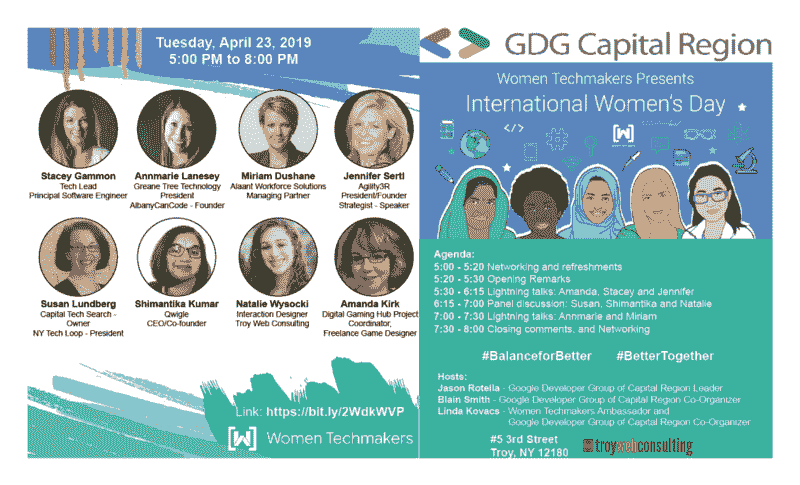 Tuesday, April 23, 2019
5:00 PM to 8:00 PM
Stacey Gammon
Tech Lead
Principal Software Engineer
Annmarie Lanesey
Greane Tree Technology
President
AlbanyCanCode - Founder
Miriam Dushane
Alaant Workforce Solutions
Managing Partner
Jennifer Sertl
Agility3R
President/Founder
Strategist - Speaker
Susan Lundberg
Capital Tech Search -
Owner
NY Tech Loop - President
Shimantika Kumar
Qwigle
CEO/Co-founder
Natalie Wysocki
Interaction Designer
Troy Web Consulting
Amanda Kirk
Digital Gaming Hub Project
Coordinator,
Freelance Game Designer
Link: https://bit.ly/2WdkWVP
[W] Women Techmakers
GDG Capital Region
Women Techmakers Presents
International Women's Day
</>
[W]
Agenda:
5:00 - 5:20 Networking and refreshments
5:20 - 5:30 Opening Remarks
5:30 - 6:15 Lightning talks: Amanda, Stacey and Jennifer
6:15 - 7:00 Panel discussion: Susan, Shimantika and Natalie
7:00 - 7:30 Lightning talks: Annmarie and Miriam
7:30 - 8:00 Closing comments, and Networking
#BalanceforBetter #BetterTogether
Hosts:
Jason Rotella - Google Developer Group of Capital Region Leader
Blain Smith - Google Developer Group of Capital Region Co-Organizer
Linda Kovacs - Women Techmakers Ambassador and
Google Developer Group of Capital Region Co-Organizer
#5 3rd Street
Troy, NY 12180
troywebconsulting